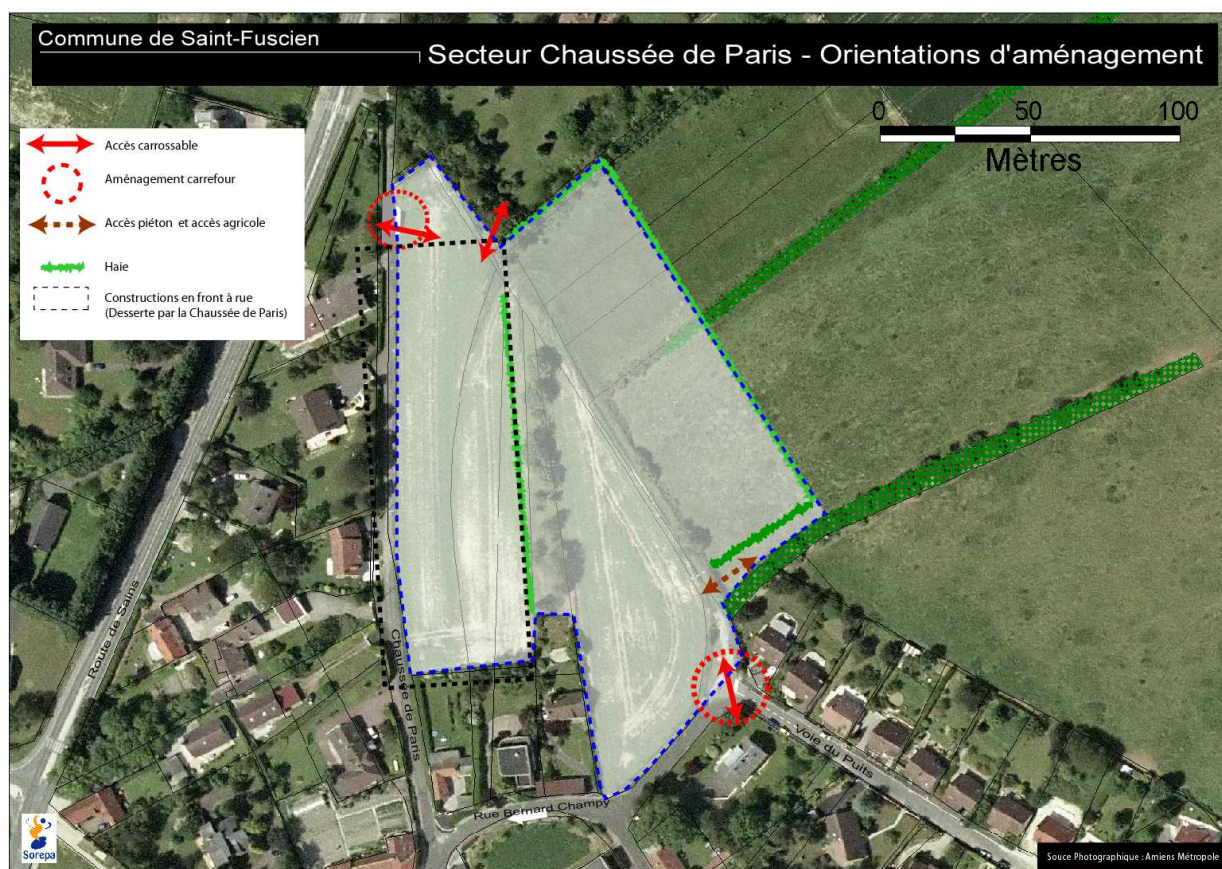 Commune de Saint-Fuscien
Secteur Chaussée de Paris - Orientations d'aménagement
0 50 100
Mètres
Accès carrossable
Aménagement carrefour
Accès piéton et accès agricole
Haie
Constructions en front à rue
(Desserte par la Chaussée de Paris)
Route de Sains
Chaussée de Paris
Rue Bernard Champy
Voie du Puits
Sorepa
Souce Photographique : Amiens Métropole